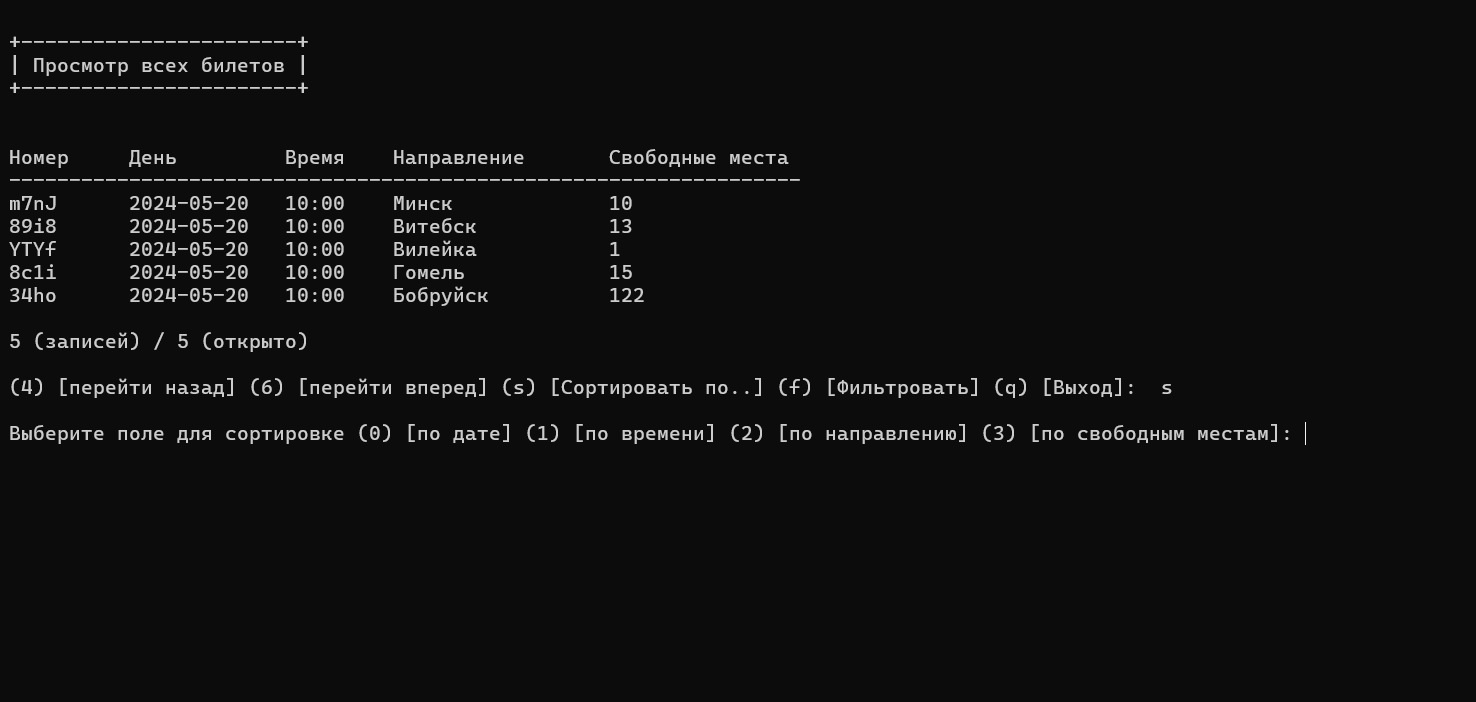 +-----------------------+
| Просмотр всех билетов |
+-----------------------+
Номер     День         Время    Направление       Свободные места
------------------------------------------------------------------
m7nJ      2024-05-20   10:00    Минск             10
89i8      2024-05-20   10:00    Витебск           13
YTYf      2024-05-20   10:00    Вилейка           1
8c1i      2024-05-20   10:00    Гомель            15
34ho      2024-05-20   10:00    Бобруйск          122
5 (записей) / 5 (открыто)
(4) [перейти назад] (6) [перейти вперед] (s) [Сортировать по..] (f) [Фильтровать] (q) [Выход]:  s
Выберите поле для сортировке (0) [по дате] (1) [по времени] (2) [по направлению] (3) [по свободным местам]: